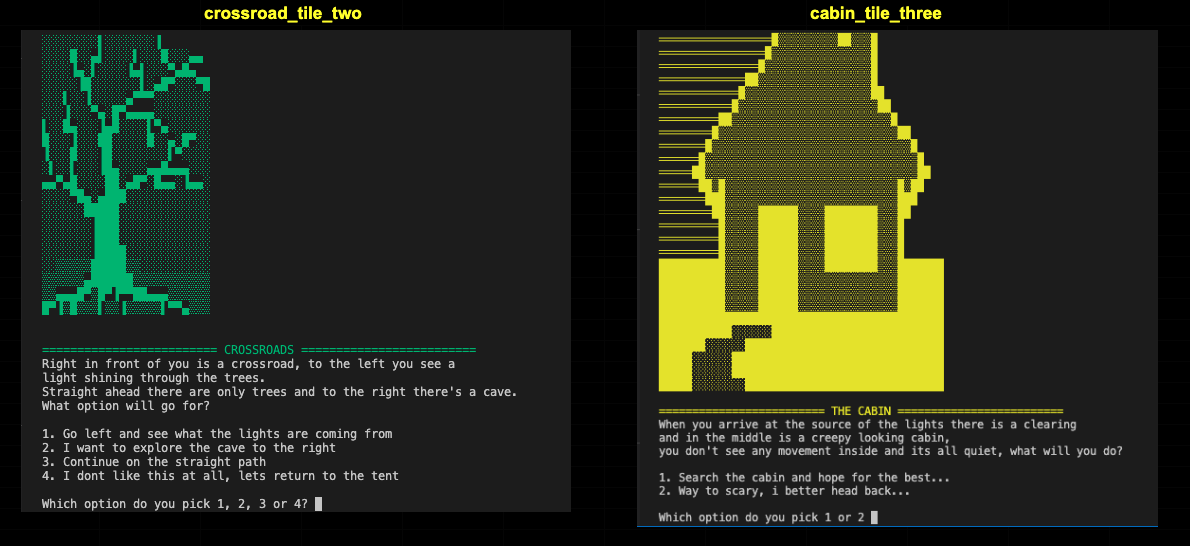 crossroad_tile_two
========================= CROSSROADS =========================
Right in front of you is a crossroad, to the left you see a
light shining through the trees.
Straight ahead there are only trees and to the right there's a cave.
What option will go for?
1. Go left and see what the lights are coming from
2. I want to explore the cave to the right
3. Continue on the straight path
4. I dont like this at all, lets return to the tent
Which option do you pick 1, 2, 3 or 4?
cabin_tile_three
========================= THE CABIN =========================
When you arrive at the source of the lights there is a clearing
and in the middle is a creepy looking cabin,
you don't see any movement inside and its all quiet, what will you do?
1. Search the cabin and hope for the best...
2. Way to scary, i better head back...
Which option do you pick 1 or 2